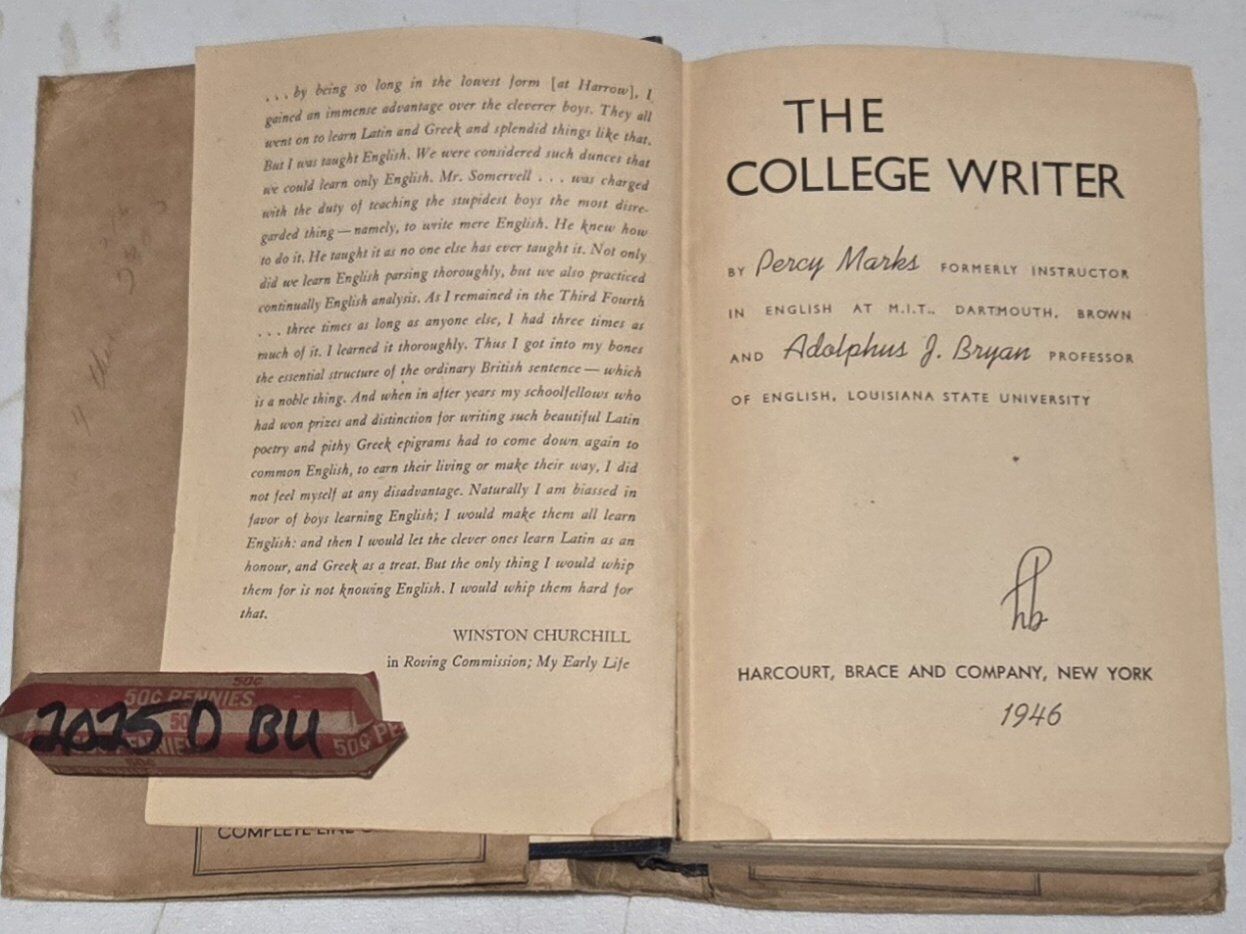 . . . by being so long in the lowest form [at Harrow], I
gained an immense advantage over the cleverer boys. They all
went on to learn Latin and Greek and splendid things like that.
But I was taught English. We were considered such dunces that
we could learn only English. Mr. Somervell . . . was charged
with the duty of teaching the stupidest boys the most disre-
garded thing — namely, to write mere English. He knew how
to do it. He taught it as no one else has ever taught it. Not only
did we learn English parsing thoroughly, but we also practiced
continually English analysis. As I remained in the Third Fourth
. . . three times as long as anyone else, I had three times as
much of it. I learned it thoroughly. Thus I got into my bones
the essential structure of the ordinary British sentence — which
is a noble thing. And when in after years my schoolfellows who
had won prizes and distinction for writing such beautiful Latin
poetry and pithy Greek epigrams had to come down again to
common English, to earn their living or make their way, I did
not feel myself at any disadvantage. Naturally I am biassed in
favor of boys learning English; I would make them all learn
English: and then I would let the clever ones learn Latin as an
honour, and Greek as a treat. But the only thing I would whip
them for is not knowing English. I would whip them hard for
that.
WINSTON CHURCHILL
in Roving Commission; My Early Life
50¢
50¢ PENNIES
50¢
2025 D BU
PENNIES
50¢ PE
50¢
COMPLETE LINE
THE
COLLEGE WRITER
BY Percy Marks FORMERLY INSTRUCTOR
IN ENGLISH AT M.I.T., DARTMOUTH, BROWN
AND Adolphus J. Bryan PROFESSOR
OF ENGLISH, LOUISIANA STATE UNIVERSITY
hb
HARCOURT, BRACE AND COMPANY, NEW YORK
1946